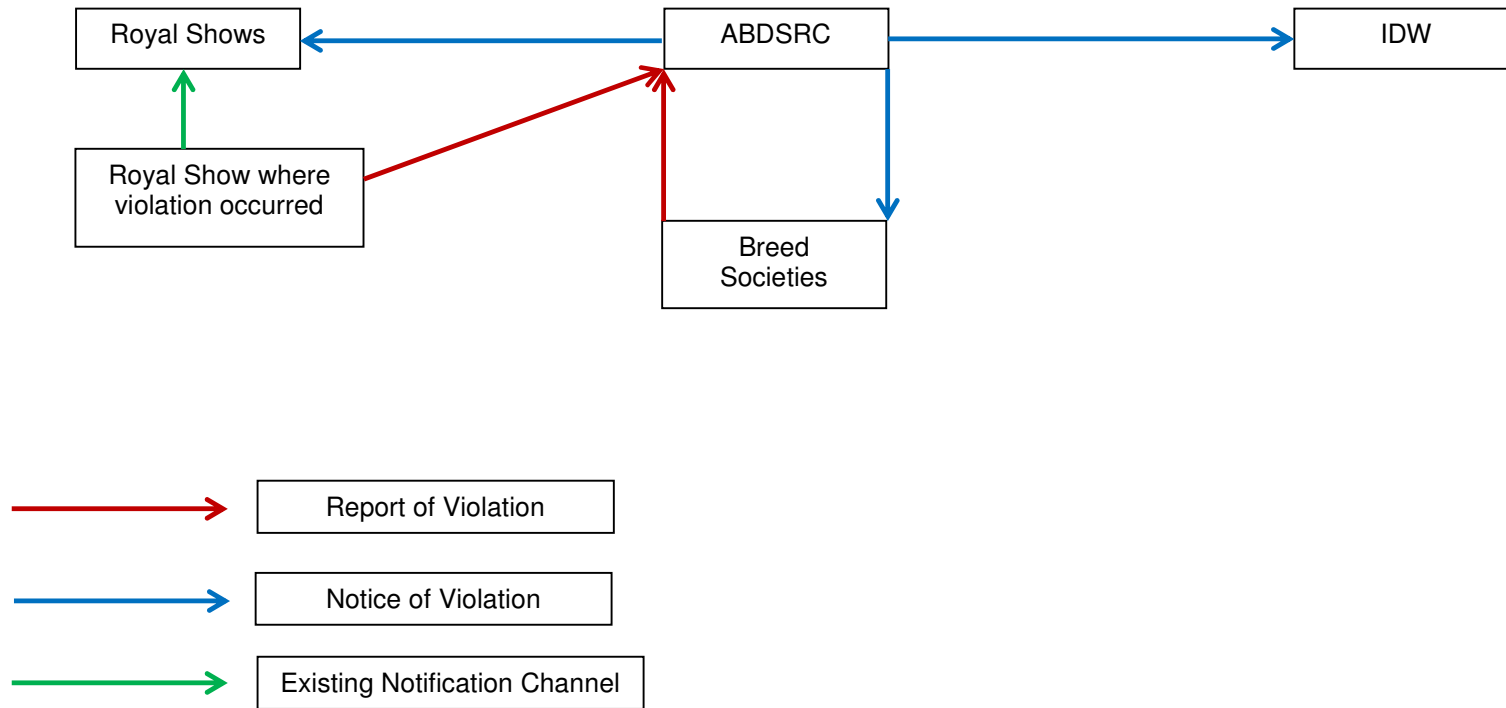 Royal Shows
ABDSRC
IDW
Royal Show where
violation occurred
Breed
Societies
Report of Violation
Notice of Violation
Existing Notification Channel